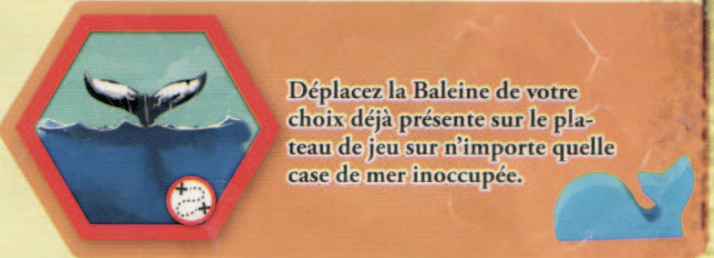 Déplacez la Baleine de votre
choix déjà présente sur le pla-
teau de jeu sur n'importe quelle
case de mer inoccupée.